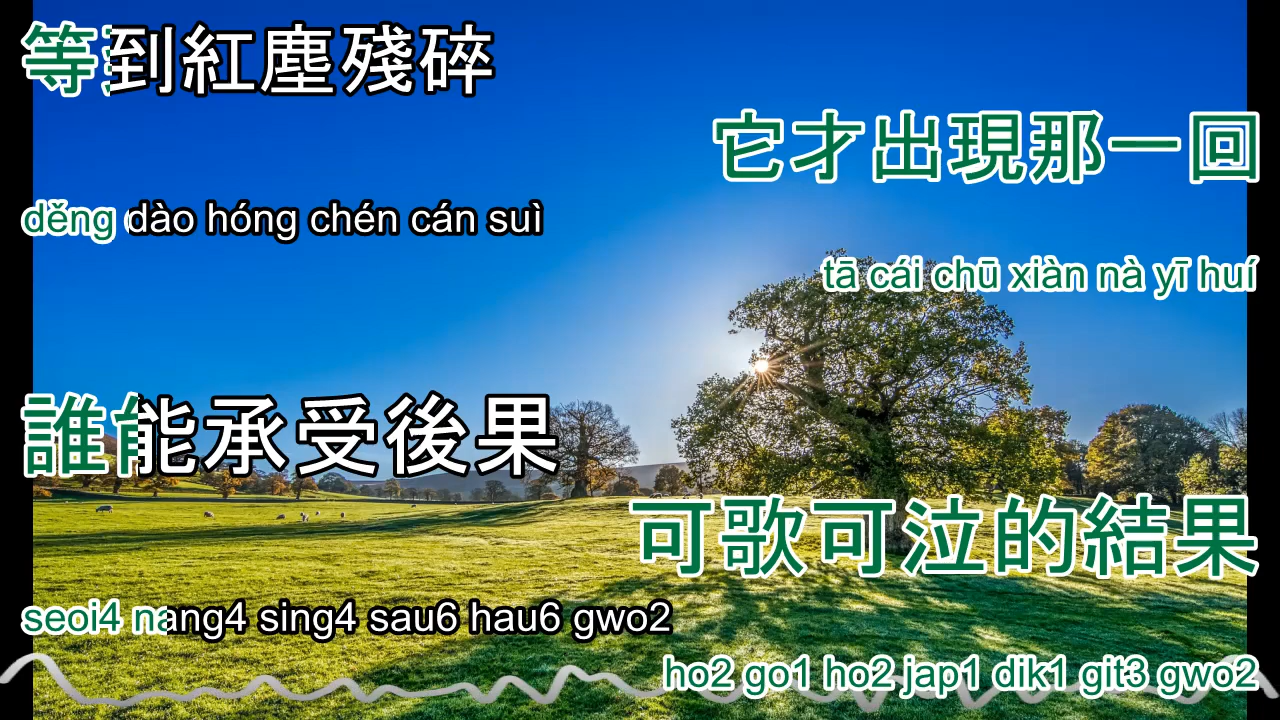 等到紅塵殘碎
它才出現那一回
děng dào hóng chén cán suì
tā cái chū xiàn nà yī huí
誰能承受後果
可歌可泣的結果
seoi4 nang4 sing4 sau6 hau6 gwo2
ho2 go1 ho2 jap1 dik1 git3 gwo2